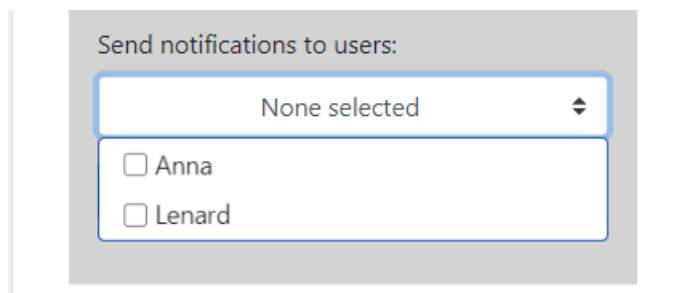 Send notifications to users:
None selected
Anna
Lenard